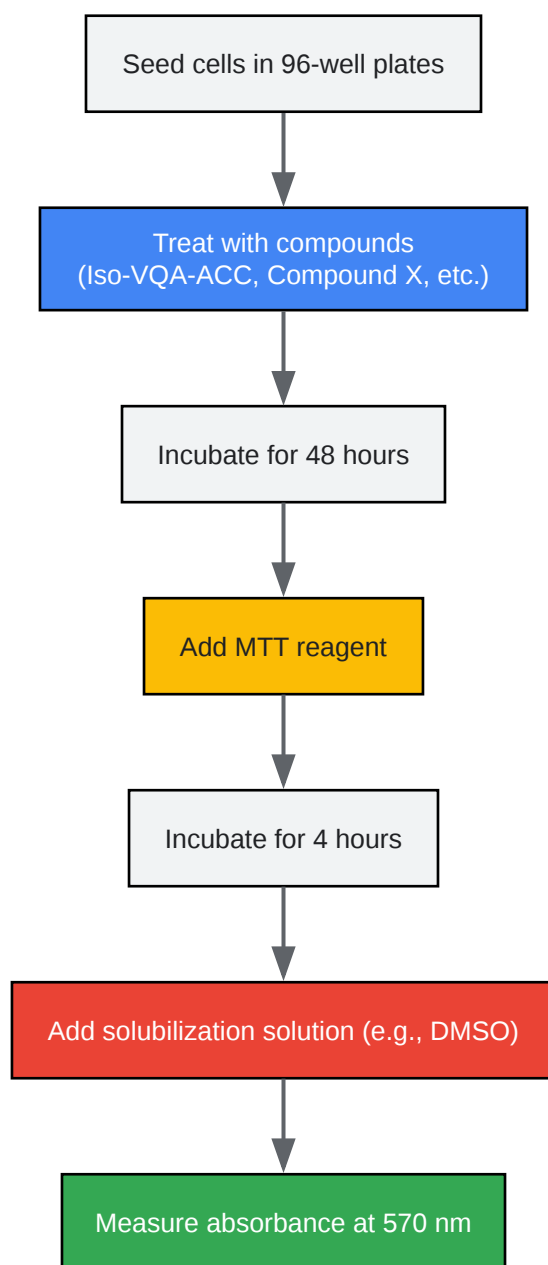 Seed cells in 96-well plates
Treat with compounds
(Iso-VQA-ACC, Compound X, etc.)
Incubate for 48 hours
Add MTT reagent
Incubate for 4 hours
Add solubilization solution (e.g., DMSO)
Measure absorbance at 570 nm